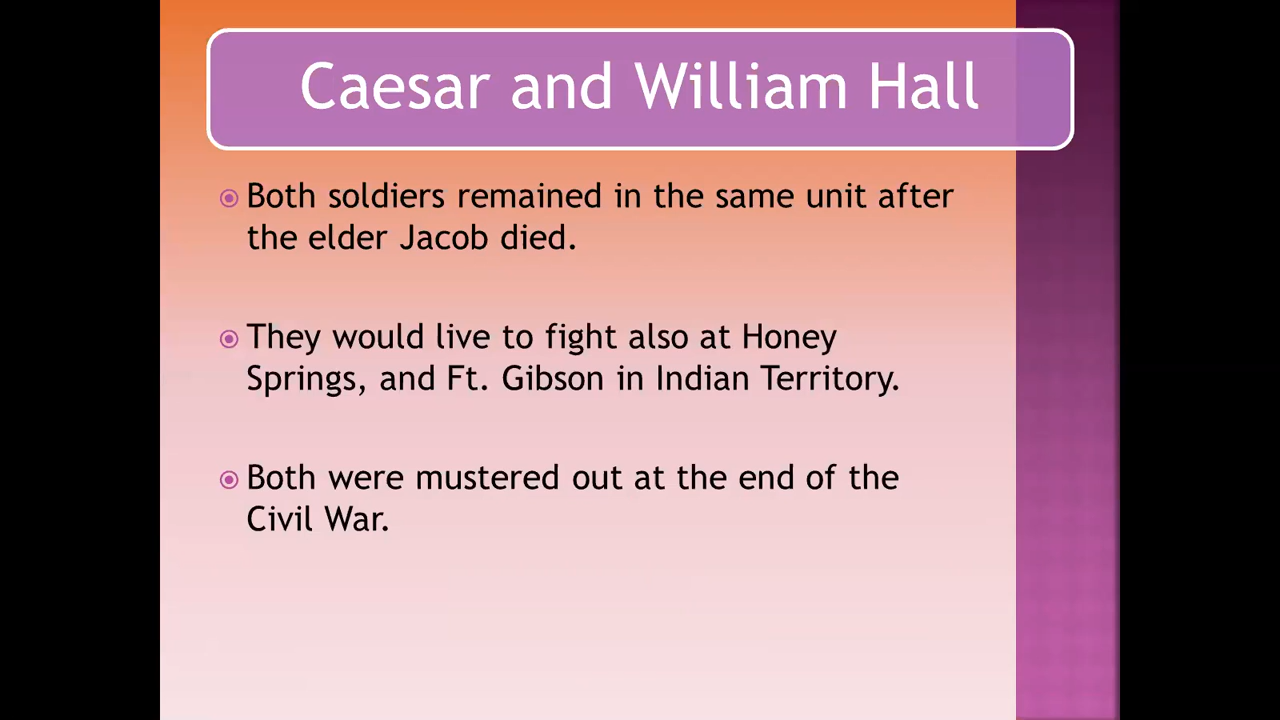 Caesar and William Hall
Both soldiers remained in the same unit after
the elder Jacob died.
They would live to fight also at Honey
Springs, and Ft. Gibson in Indian Territory.
Both were mustered out at the end of the
Civil War.